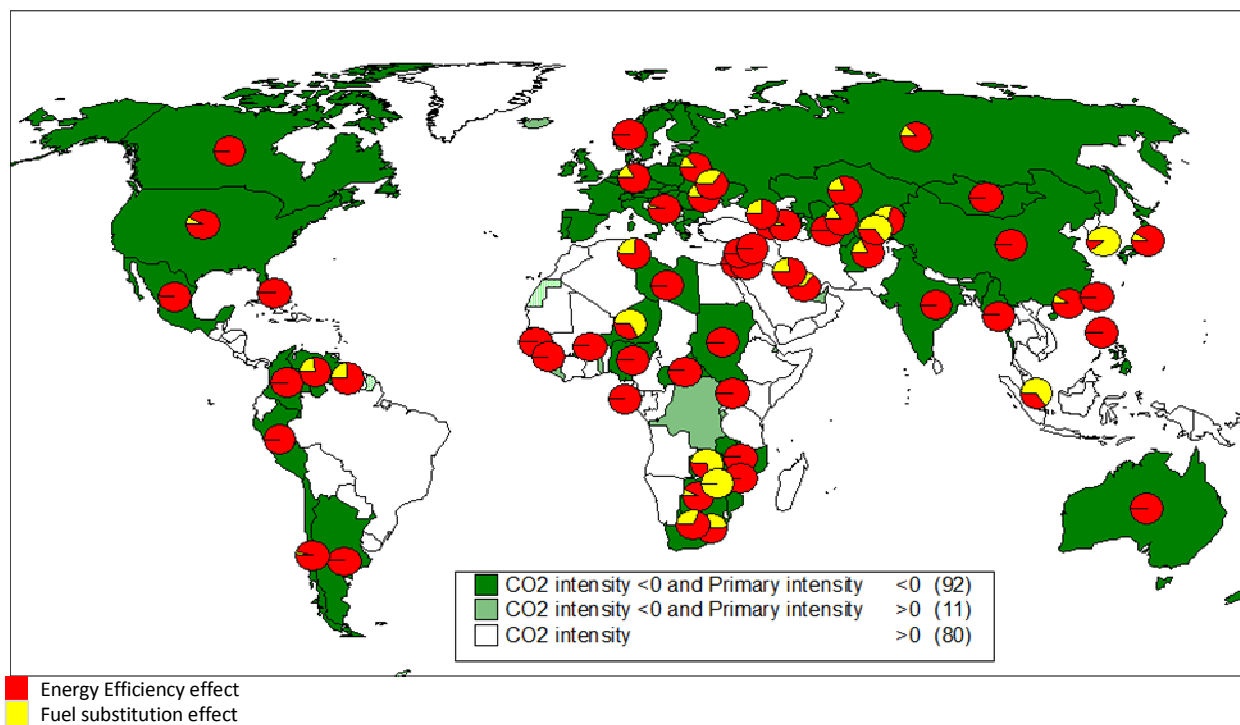 CO2 intensity <0 and Primary intensity <0 (92)
CO2 intensity <0 and Primary intensity >0 (11)
CO2 intensity >0 (80)
Energy Efficiency effect
Fuel substitution effect